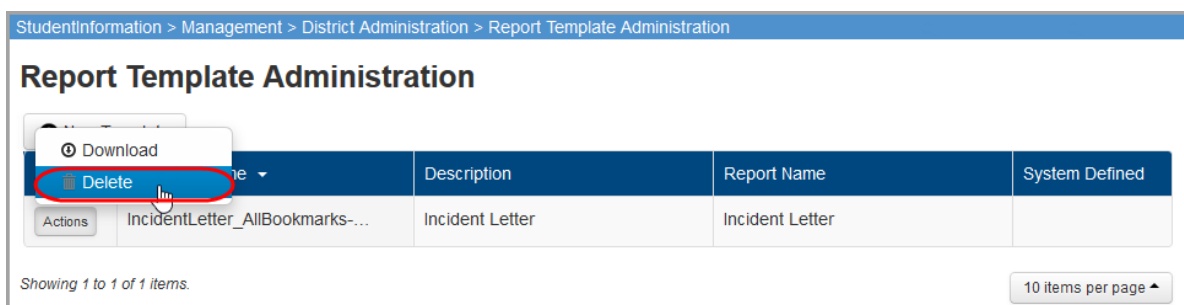 StudentInformation > Management > District Administration > Report Template Administration
Report Template Administration
Download
Delete
Description Report Name System Defined
Actions IncidentLetter_AllBookmarks-... Incident Letter Incident Letter
Showing 1 to 1 of 1 items.
10 items per page